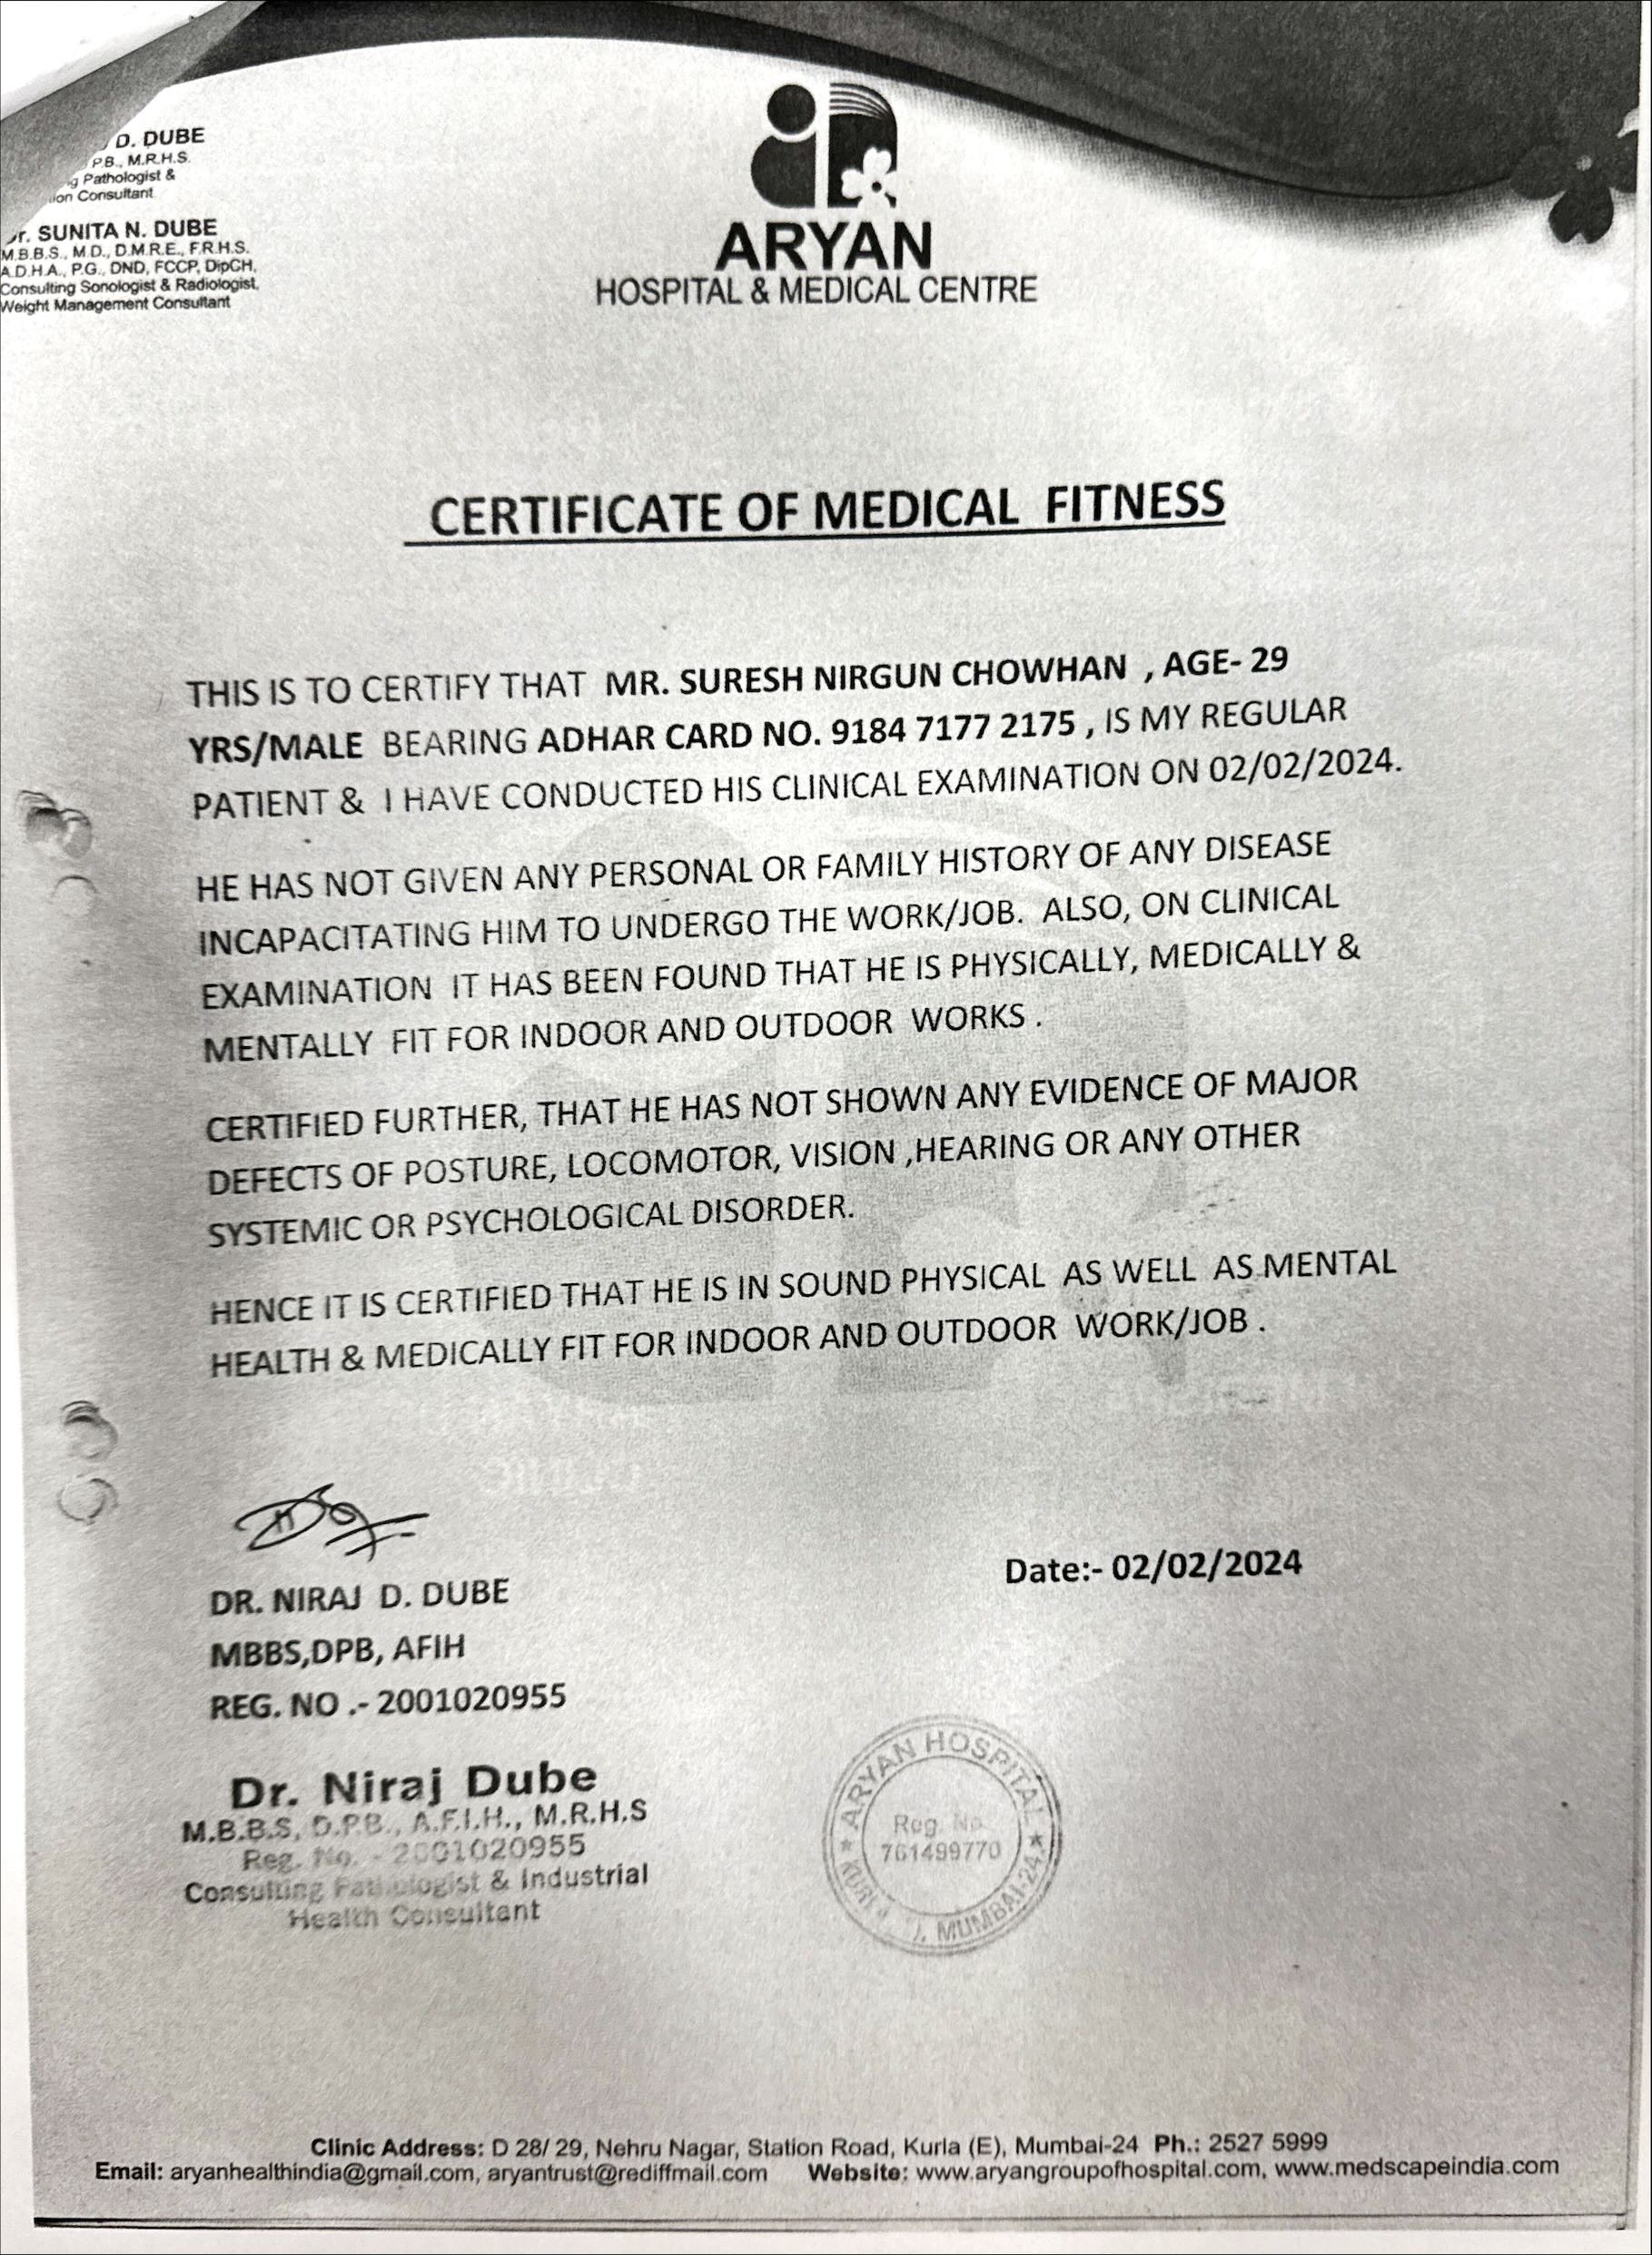 D. DUBE
P.B., M.R.H.S.
Pathologist &
Consultant
SUNITA N. DUBE
M.B.B.S., M.D., D.M.R.E., F.R.H.S.
A.D.H.A., P.G., DND, FCCP, DipCH,
Consulting Sonologist & Radiologist,
Weight Management Consultant
ARYAN
HOSPITAL & MEDICAL CENTRE
CERTIFICATE OF MEDICAL FITNESS
THIS IS TO CERTIFY THAT MR. SURESH NIRGUN CHOWHAN , AGE- 29
YRS/MALE BEARING ADHAR CARD NO. 9184 7177 2175 , IS MY REGULAR
PATIENT & I HAVE CONDUCTED HIS CLINICAL EXAMINATION ON 02/02/2024.
HE HAS NOT GIVEN ANY PERSONAL OR FAMILY HISTORY OF ANY DISEASE
INCAPACITATING HIM TO UNDERGO THE WORK/JOB. ALSO, ON CLINICAL
EXAMINATION IT HAS BEEN FOUND THAT HE IS PHYSICALLY, MEDICALLY &
MENTALLY FIT FOR INDOOR AND OUTDOOR WORKS .
CERTIFIED FURTHER, THAT HE HAS NOT SHOWN ANY EVIDENCE OF MAJOR
DEFECTS OF POSTURE, LOCOMOTOR, VISION ,HEARING OR ANY OTHER
SYSTEMIC OR PSYCHOLOGICAL DISORDER.
HENCE IT IS CERTIFIED THAT HE IS IN SOUND PHYSICAL AS WELL AS MENTAL
HEALTH & MEDICALLY FIT FOR INDOOR AND OUTDOOR WORK/JOB .
Date:- 02/02/2024
DR. NIRAJ D. DUBE
MBBS,DPB, AFIH
REG. NO .- 2001020955
Dr. Niraj Dube
M.B.B.S, D.P.B., A.F.I.H., M.R.H.S
Reg. No. - 2001020955
Consulting Pathologist & Industrial
Health Consultant
ARYAN HOSPITAL
Reg. No.
761499770
MUMBAI-24
Clinic Address: D 28/ 29, Nehru Nagar, Station Road, Kurla (E), Mumbai-24 Ph.: 2527 5999
Email: aryanhealthindia@gmail.com, aryantrust@rediffmail.com Website: www.aryangroupofhospital.com, www.medscapeindia.com